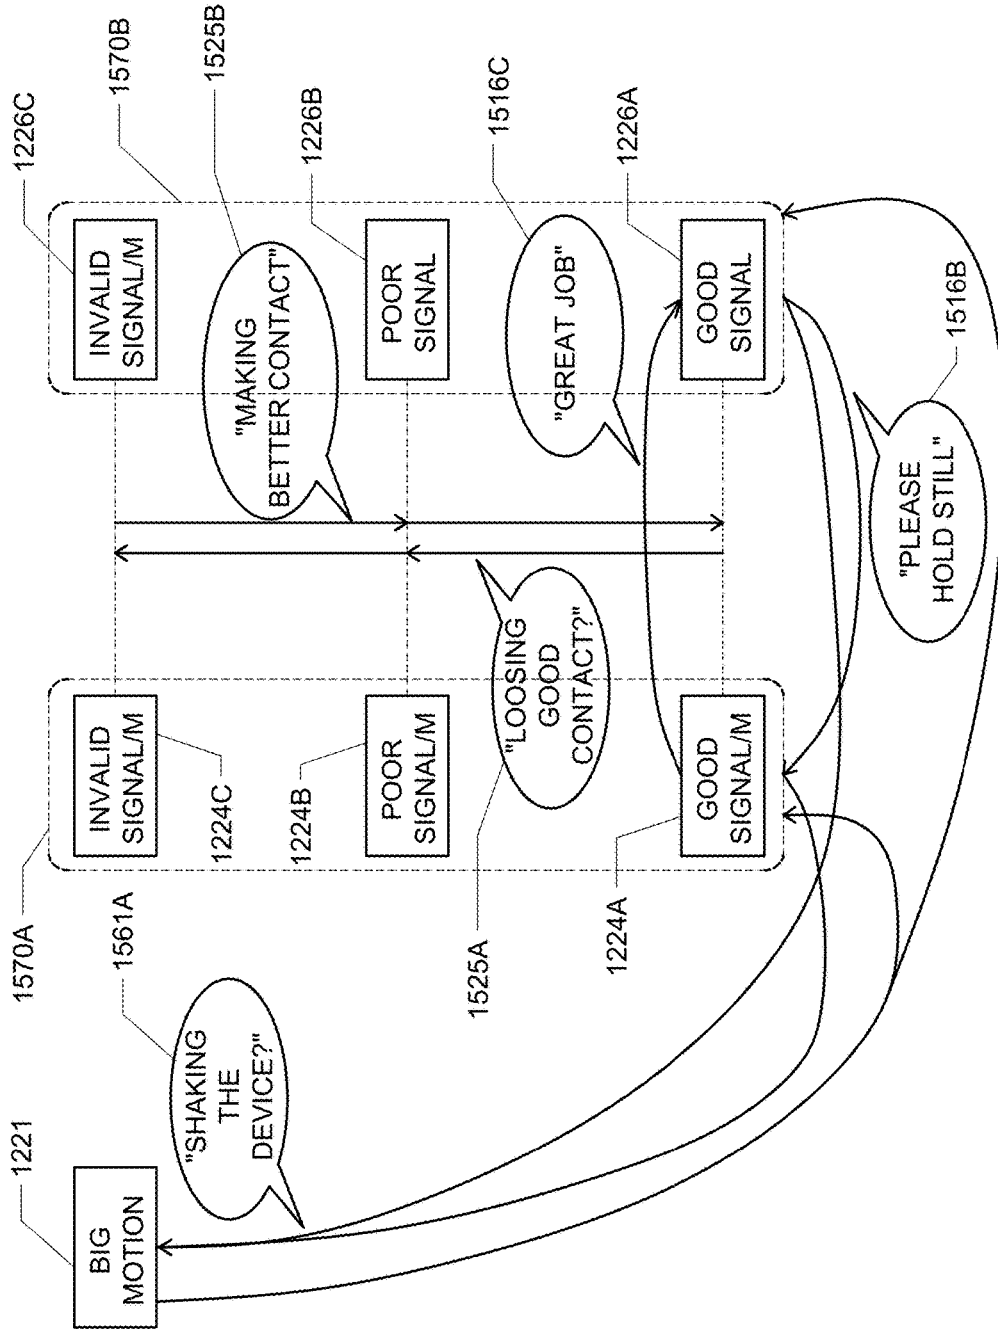 1221
1570A
1226C
1561A
1570B
1525B
BIG
MOTION
INVALID
SIGNAL/M
INVALID
SIGNAL/M
"SHAKING
THE
DEVICE?"
1224C
"MAKING
BETTER CONTACT"
1224B
1226B
POOR
SIGNAL/M
POOR
SIGNAL
1525A
"LOOSING
GOOD
CONTACT?"
1516C
"GREAT JOB"
1224A
1226A
GOOD
SIGNAL/M
GOOD
SIGNAL
"PLEASE
HOLD STILL"
1516B